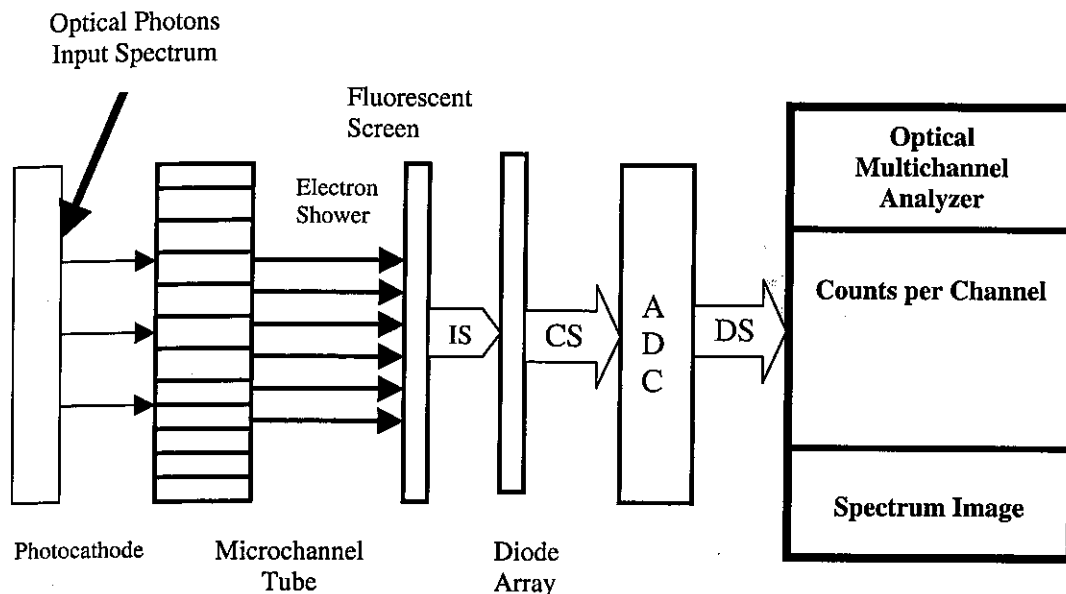 Optical Photons
Input Spectrum
Fluorescent
Screen
Electron
Shower
Optical
Multichannel
Analyzer
Counts per Channel
IS
CS
A
D
C
DS
Spectrum Image
Photocathode
Microchannel
Tube
Diode
Array